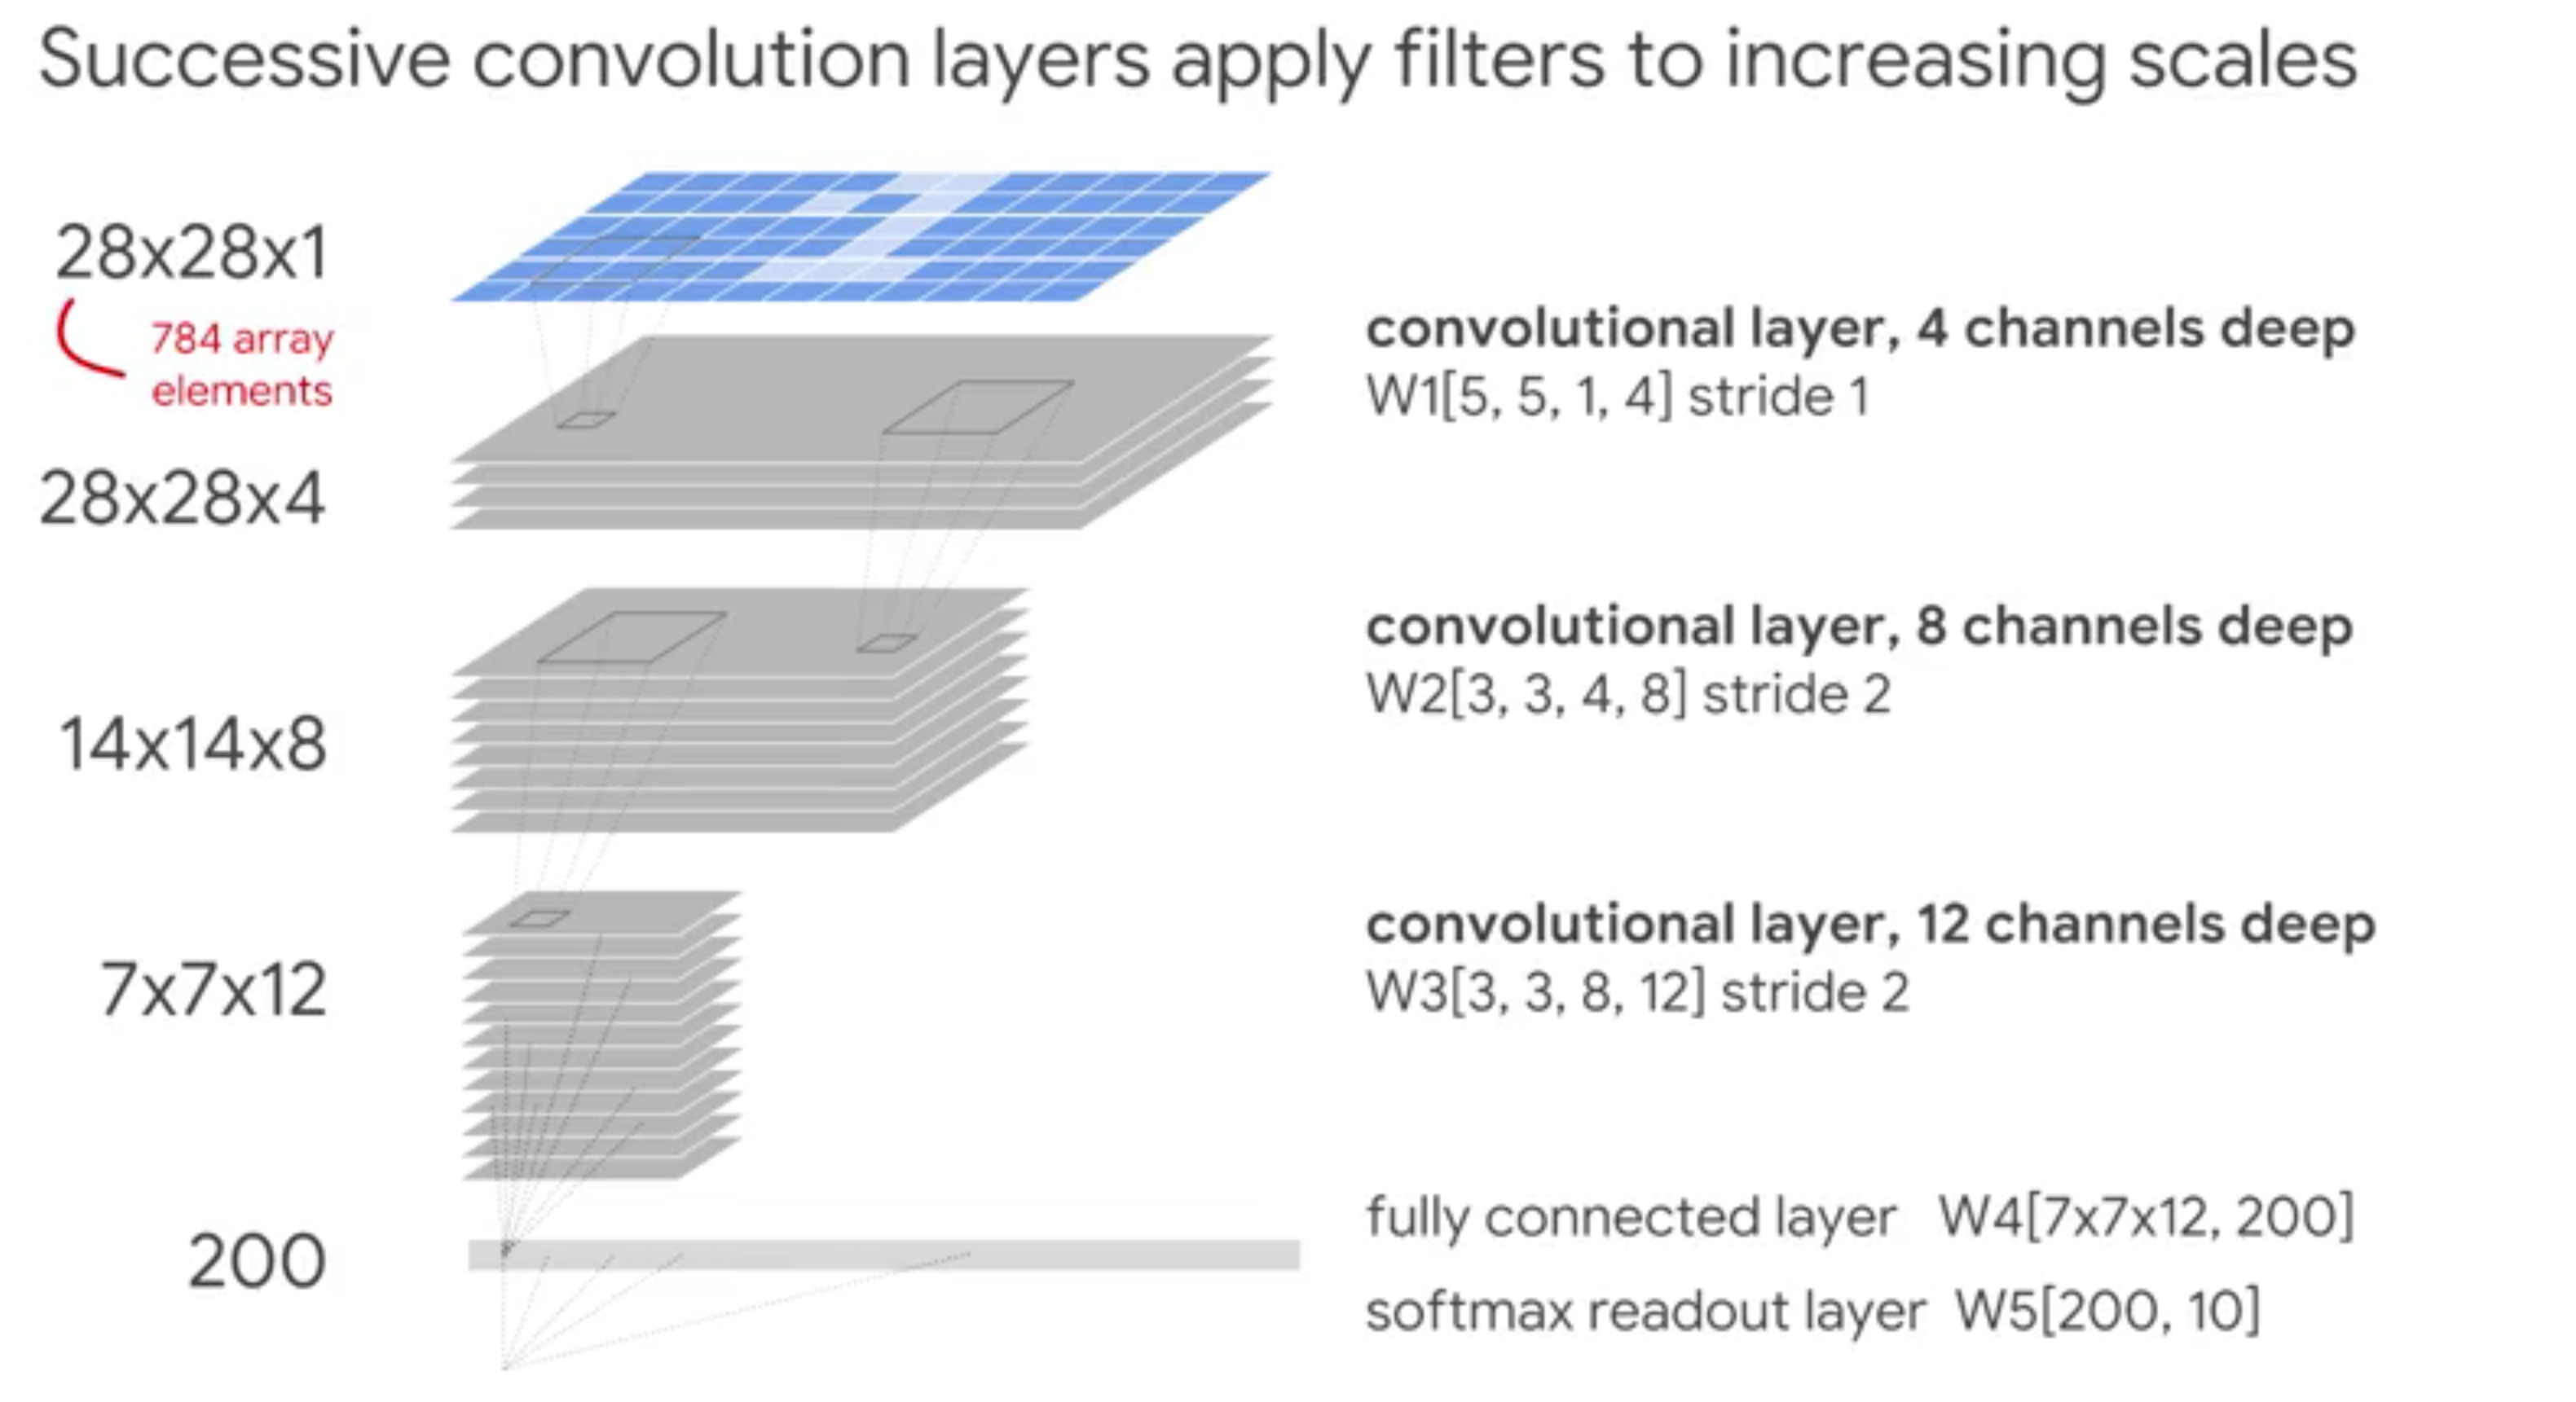 Successive convolution layers apply filters to increasing scales
28x28x1
784 array
elements
convolutional layer, 4 channels deep
W1[5, 5, 1, 4] stride 1
28x28x4
convolutional layer, 8 channels deep
W2[3, 3, 4, 8] stride 2
14x14x8
convolutional layer, 12 channels deep
W3[3, 3, 8, 12] stride 2
7x7x12
fully connected layer W4[7x7x12, 200]
200
softmax readout layer W5[200, 10]